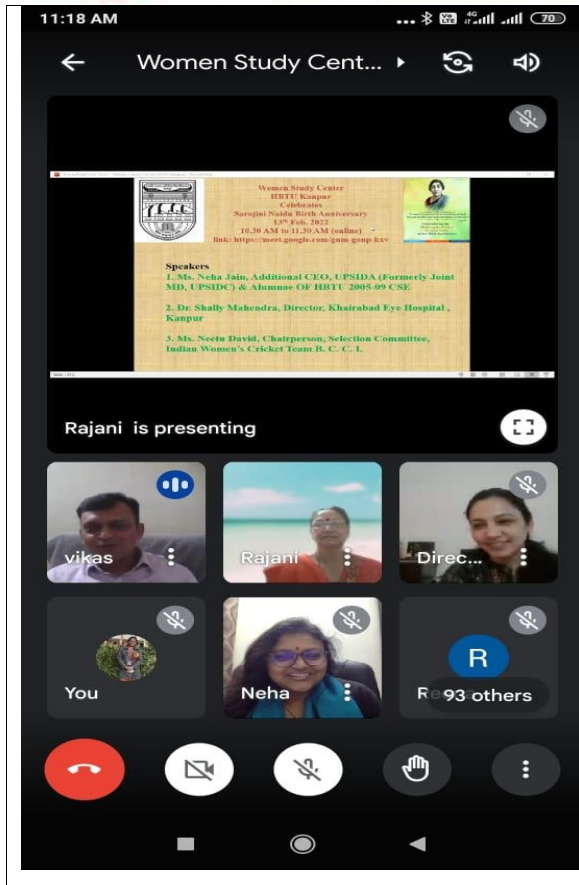 11:18 AM
Vo LTE 4G 70
Women Study Cent...
Women Study Center
HBTU Kanpur
Celebrates
Sarojini Naidu Birth Anniversary
13th Feb. 2022
10.30 AM to 11.30 AM (online)
link: https://meet.google.com/gnm-gonp-kxv
Speakers
1. Ms. Neha Jain, Additional CEO, UPSIDA (Formerly Joint
MD, UPSIDC) & Alumnae OF HBTU 2005-09 CSE
2. Dr. Shally Mahendra, Director, Khairabad Eye Hospital ,
Kanpur
3. Ms. Neetu David, Chairperson, Selection Committee,
Indian Women's Cricket Team B. C. C. I.
Rajani is presenting
vikas
Rajani
Direc...
You
Neha
R
93 others